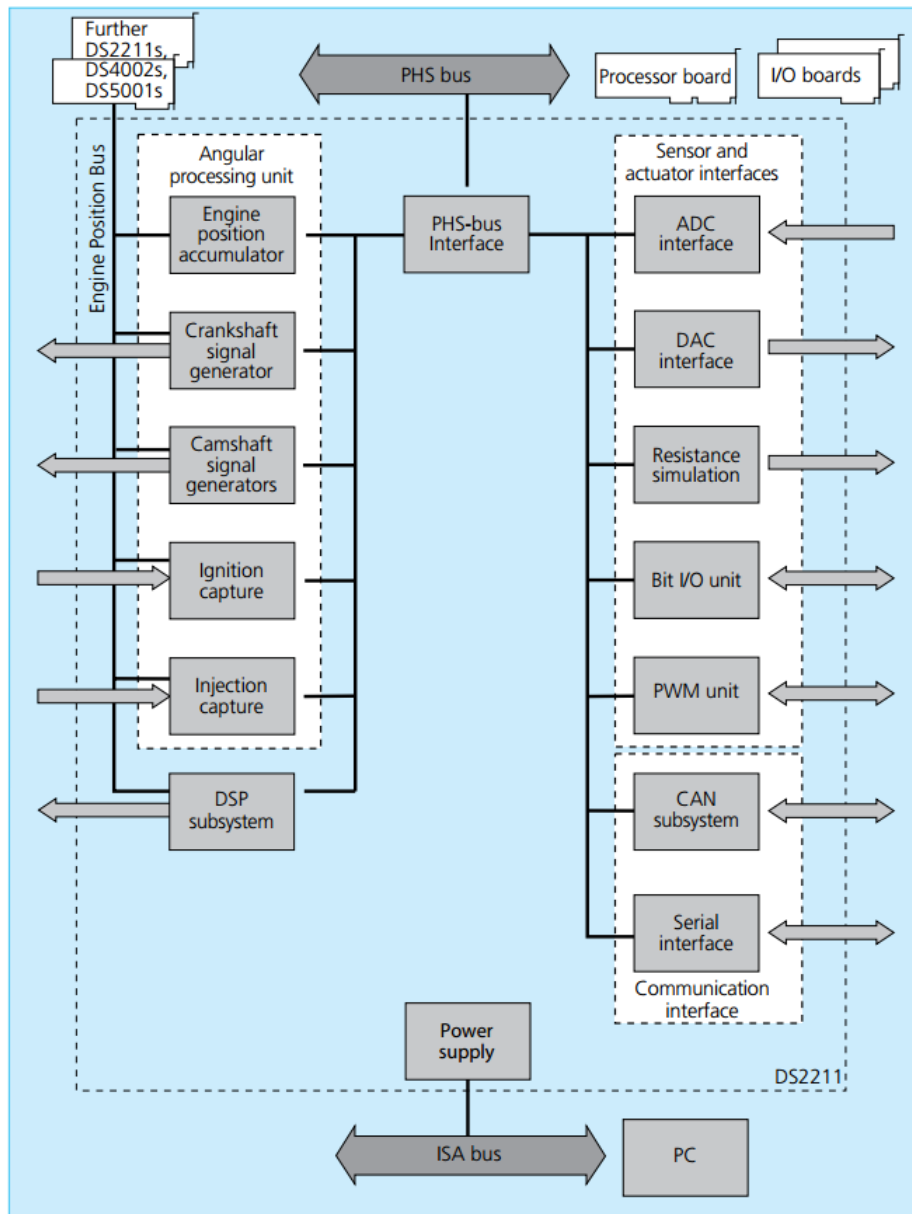 Further
DS2211s,
DS4002s,
DS5001s
PHS bus
Processor board
I/O boards
Engine Position Bus
Angular
processing unit
Engine
position
accumulator
Crankshaft
signal
generator
Camshaft
signal
generators
Ignition
capture
Injection
capture
DSP
subsystem
PHS-bus
Interface
Sensor and
actuator interfaces
ADC
interface
DAC
interface
Resistance
simulation
Bit I/O unit
PWM unit
CAN
subsystem
Serial
interface
Communication
interface
Power
supply
DS2211
ISA bus
PC